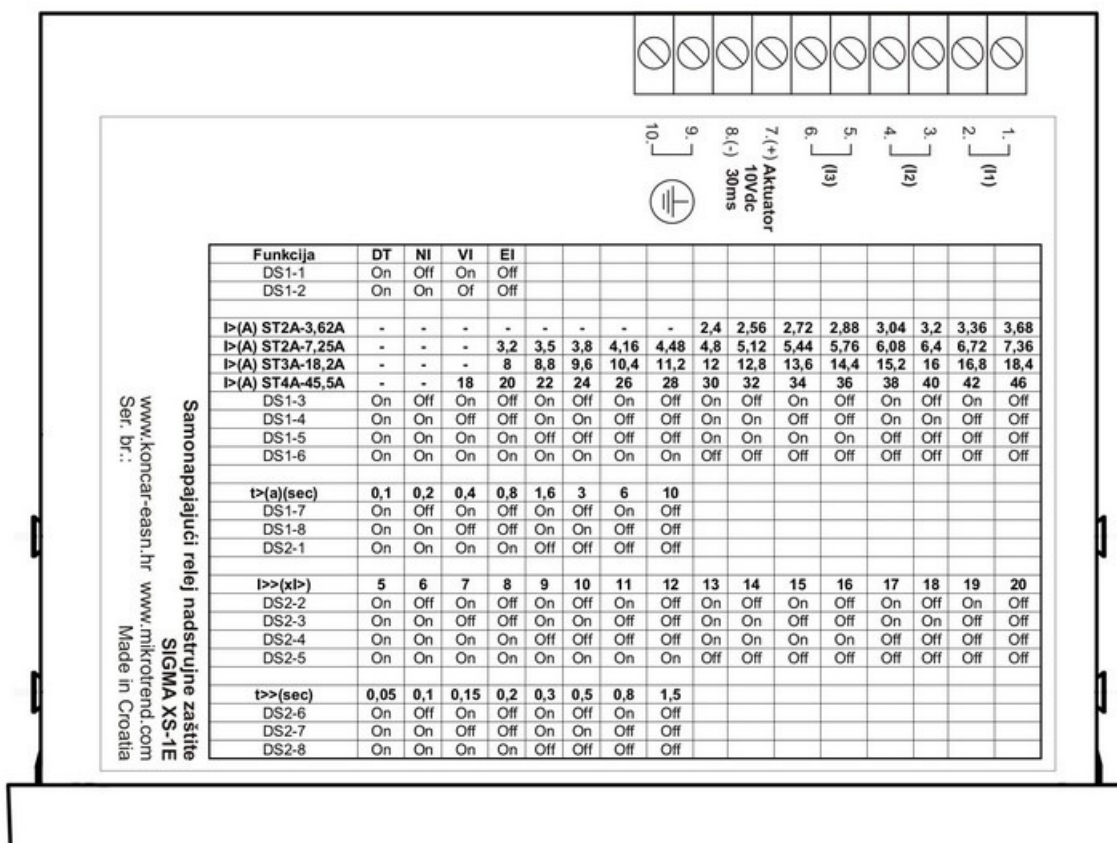 1.
2.
(I1)
3.
4.
(I2)
5.
6.
(I3)
7.(+) Aktuator
10Vdc
8.(-) 30ms
9.
10.
Funkcija DT NI VI EI
DS1-1 On Off On Off
DS1-2 On On Of Off
I>(A) ST2A-3,62A - - - - - - - - 2,4 2,56 2,72 2,88 3,04 3,2 3,36 3,68
I>(A) ST2A-7,25A - - - 3,2 3,5 3,8 4,16 4,48 4,8 5,12 5,44 5,76 6,08 6,4 6,72 7,36
I>(A) ST3A-18,2A - - - 8 8,8 9,6 10,4 11,2 12 12,8 13,6 14,4 15,2 16 16,8 18,4
I>(A) ST4A-45,5A - - 18 20 22 24 26 28 30 32 34 36 38 40 42 46
DS1-3 On Off On Off On Off On Off On Off On Off On Off On Off
DS1-4 On On Off Off On On Off Off On On Off Off On On Off Off
DS1-5 On On On On Off Off Off Off On On On On Off Off Off Off
DS1-6 On On On On On On On On Off Off Off Off Off Off Off Off
t>(a)(sec) 0,1 0,2 0,4 0,8 1,6 3 6 10
DS1-7 On Off On Off On Off On Off
DS1-8 On On Off Off On On Off Off
DS2-1 On On On On Off Off Off Off
I>>(xI>) 5 6 7 8 9 10 11 12 13 14 15 16 17 18 19 20
DS2-2 On Off On Off On Off On Off On Off On Off On Off On Off
DS2-3 On On Off Off On On Off Off On On Off Off On On Off Off
DS2-4 On On On On Off Off Off Off On On On On Off Off Off Off
DS2-5 On On On On On On On On Off Off Off Off Off Off Off Off
t>>(sec) 0,05 0,1 0,15 0,2 0,3 0,5 0,8 1,5
DS2-6 On Off On Off On Off On Off
DS2-7 On On Off Off On On Off Off
DS2-8 On On On On Off Off Off Off
Samonapajajući relej nadstrujne zaštite
SIGMA XS-1E
www.koncar-easn.hr www.mikrotrend.com
Ser. br.: Made in Croatia